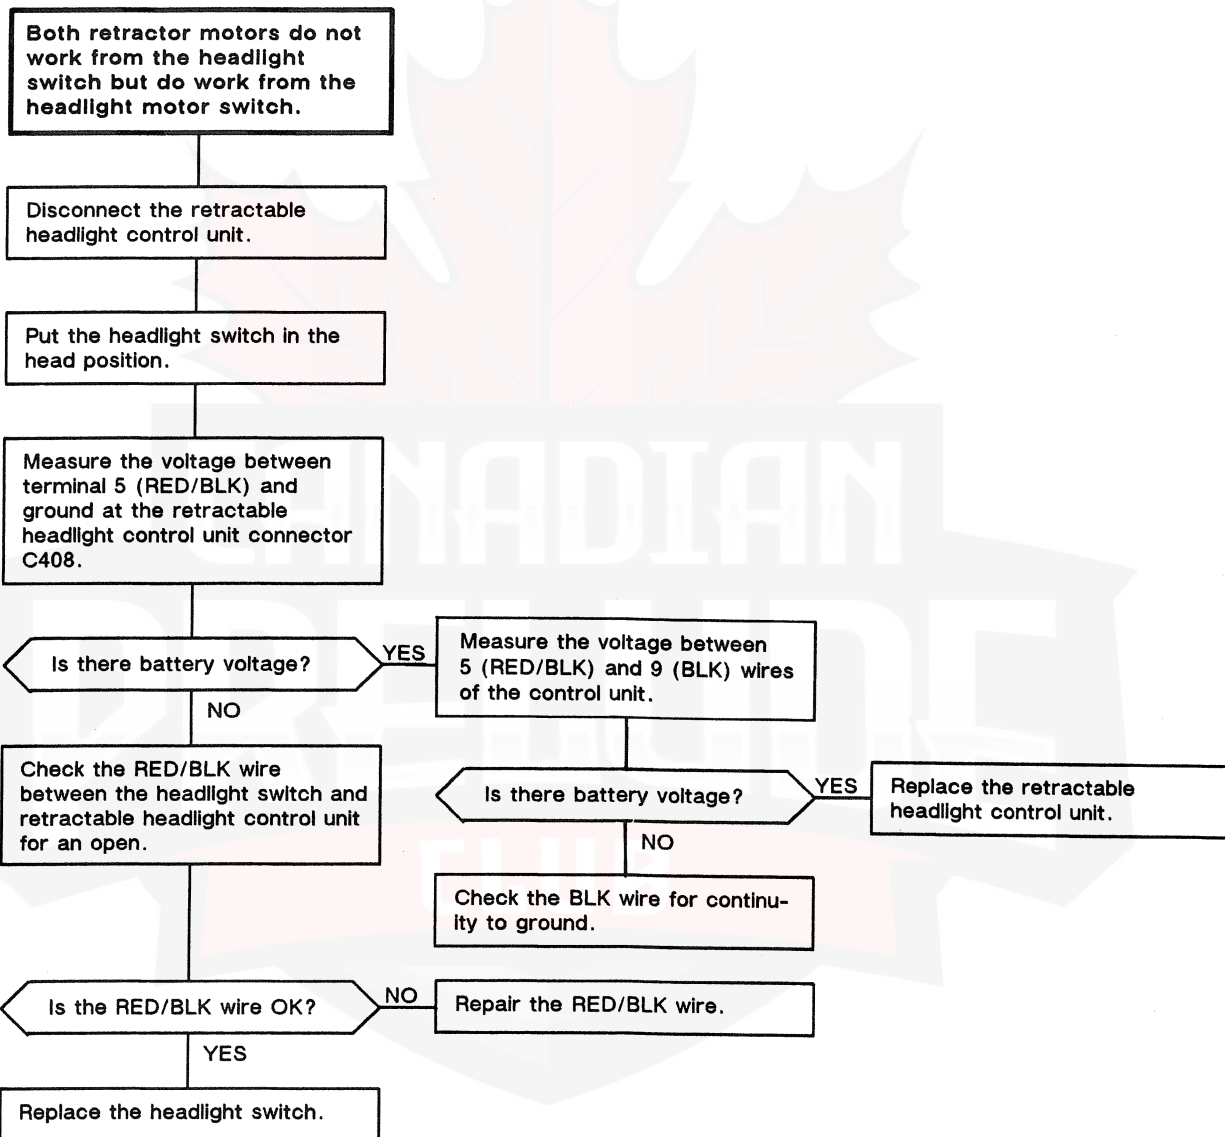 Both retractor motors do not
work from the headlight
switch but do work from the
headlight motor switch.
Disconnect the retractable
headlight control unit.
Put the headlight switch in the
head position.
Measure the voltage between
terminal 5 (RED/BLK) and
ground at the retractable
headlight control unit connector
C408.
Is there battery voltage?
YES
Measure the voltage between
5 (RED/BLK) and 9 (BLK) wires
of the control unit.
NO
Check the RED/BLK wire
between the headlight switch and
retractable headlight control unit
for an open.
Is there battery voltage?
YES
Replace the retractable
headlight control unit.
NO
Check the BLK wire for continu-
ity to ground.
Is the RED/BLK wire OK?
NO
Repair the RED/BLK wire.
YES
Replace the headlight switch.
CANADIAN
PRELUDE
CLUB